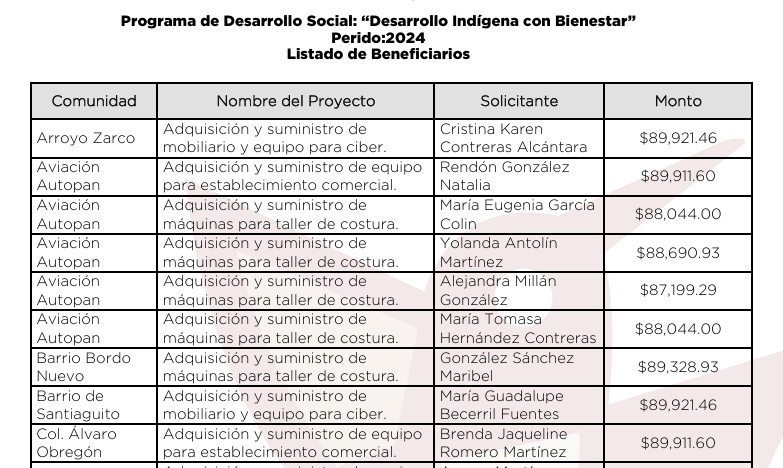 Programa de Desarrollo Social: “Desarrollo Indígena con Bienestar”
Perido:2024
Listado de Beneficiarios
Comunidad Nombre del Proyecto Solicitante Monto
Arroyo Zarco Adquisición y suministro de mobiliario y equipo para ciber. Cristina Karen Contreras Alcántara $89,921.46
Aviación Autopan Adquisición y suministro de equipo para establecimiento comercial. Rendón González Natalia $89,911.60
Aviación Autopan Adquisición y suministro de máquinas para taller de costura. María Eugenia García Colin $88,044.00
Aviación Autopan Adquisición y suministro de máquinas para taller de costura. Yolanda Antolín Martínez $88,690.93
Aviación Autopan Adquisición y suministro de máquinas para taller de costura. Alejandra Millán González $87,199.29
Aviación Autopan Adquisición y suministro de máquinas para taller de costura. María Tomasa Hernández Contreras $88,044.00
Barrio Bordo Nuevo Adquisición y suministro de máquinas para taller de costura. González Sánchez Maribel $89,328.93
Barrio de Santiaguito Adquisición y suministro de mobiliario y equipo para ciber. María Guadalupe Becerril Fuentes $89,921.46
Col. Álvaro Obregón Adquisición y suministro de equipo para establecimiento comercial. Brenda Jaqueline Romero Martínez $89,911.60